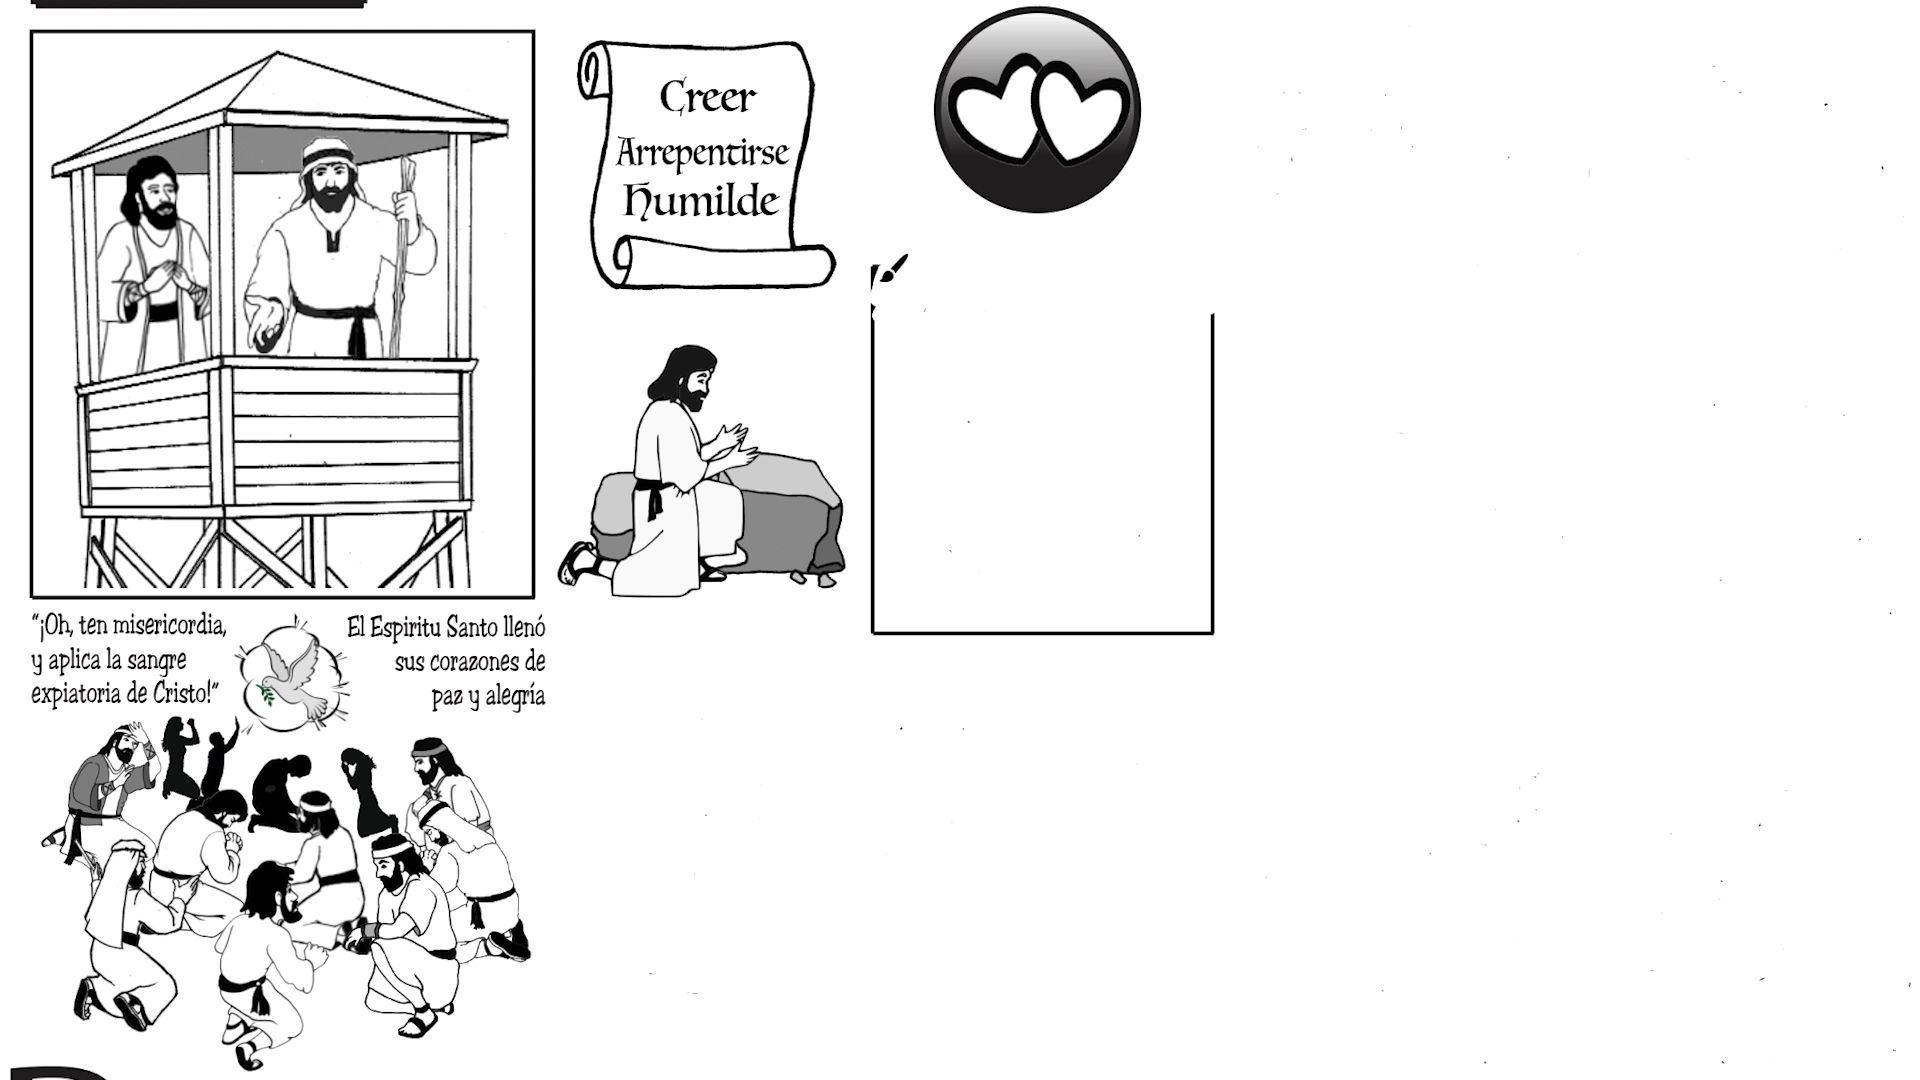 Creer
Arrepentirse
Humilde
"¡Oh, ten misericordia,
y aplica la sangre
expiatoria de Cristo!"
El Espiritu Santo llenó
sus corazones de
paz y alegría